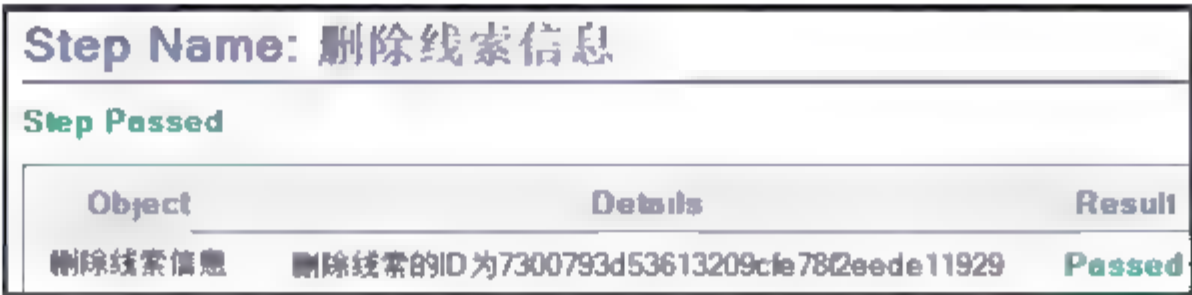 Step Name: 删除线索信息
Step Passed
Object Details Result
删除线索信息 删除线索的ID为7300793d53613209cfe78f2eede11929 Passed